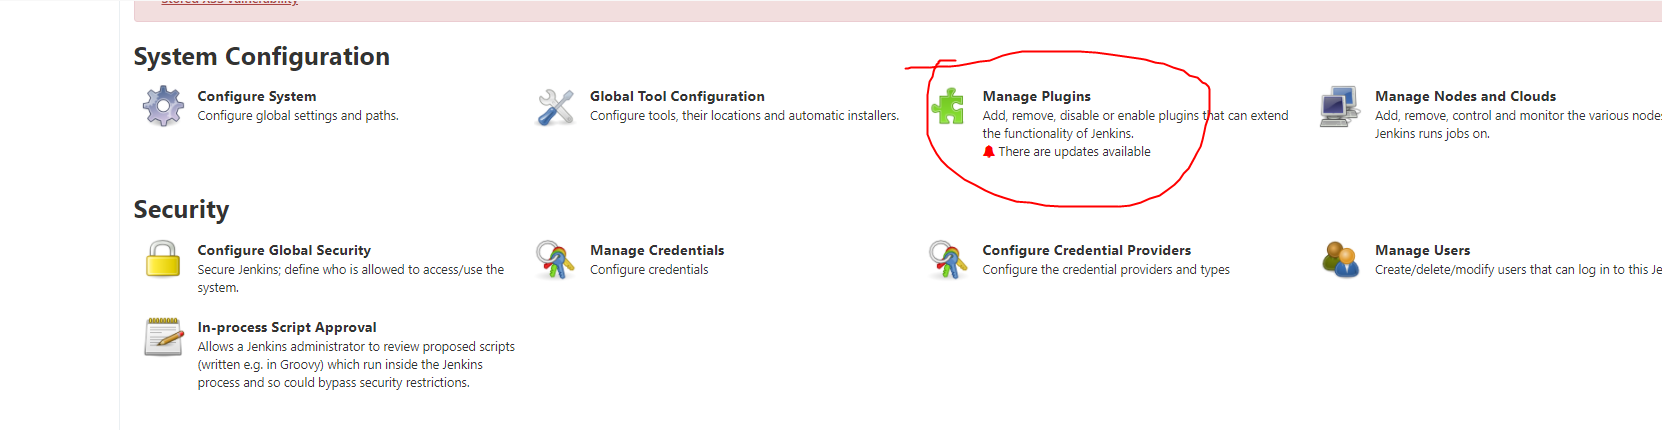 Stored XSS vulnerability
System Configuration
Configure System
Configure global settings and paths.
Global Tool Configuration
Configure tools, their locations and automatic installers.
Manage Plugins
Add, remove, disable or enable plugins that can extend
the functionality of Jenkins.
There are updates available
Manage Nodes and Clouds
Add, remove, control and monitor the various nodes
Jenkins runs jobs on.
Security
Configure Global Security
Secure Jenkins; define who is allowed to access/use the
system.
Manage Credentials
Configure credentials
Configure Credential Providers
Configure the credential providers and types
Manage Users
Create/delete/modify users that can log in to this Je
In-process Script Approval
Allows a Jenkins administrator to review proposed scripts
(written e.g. in Groovy) which run inside the Jenkins
process and so could bypass security restrictions.